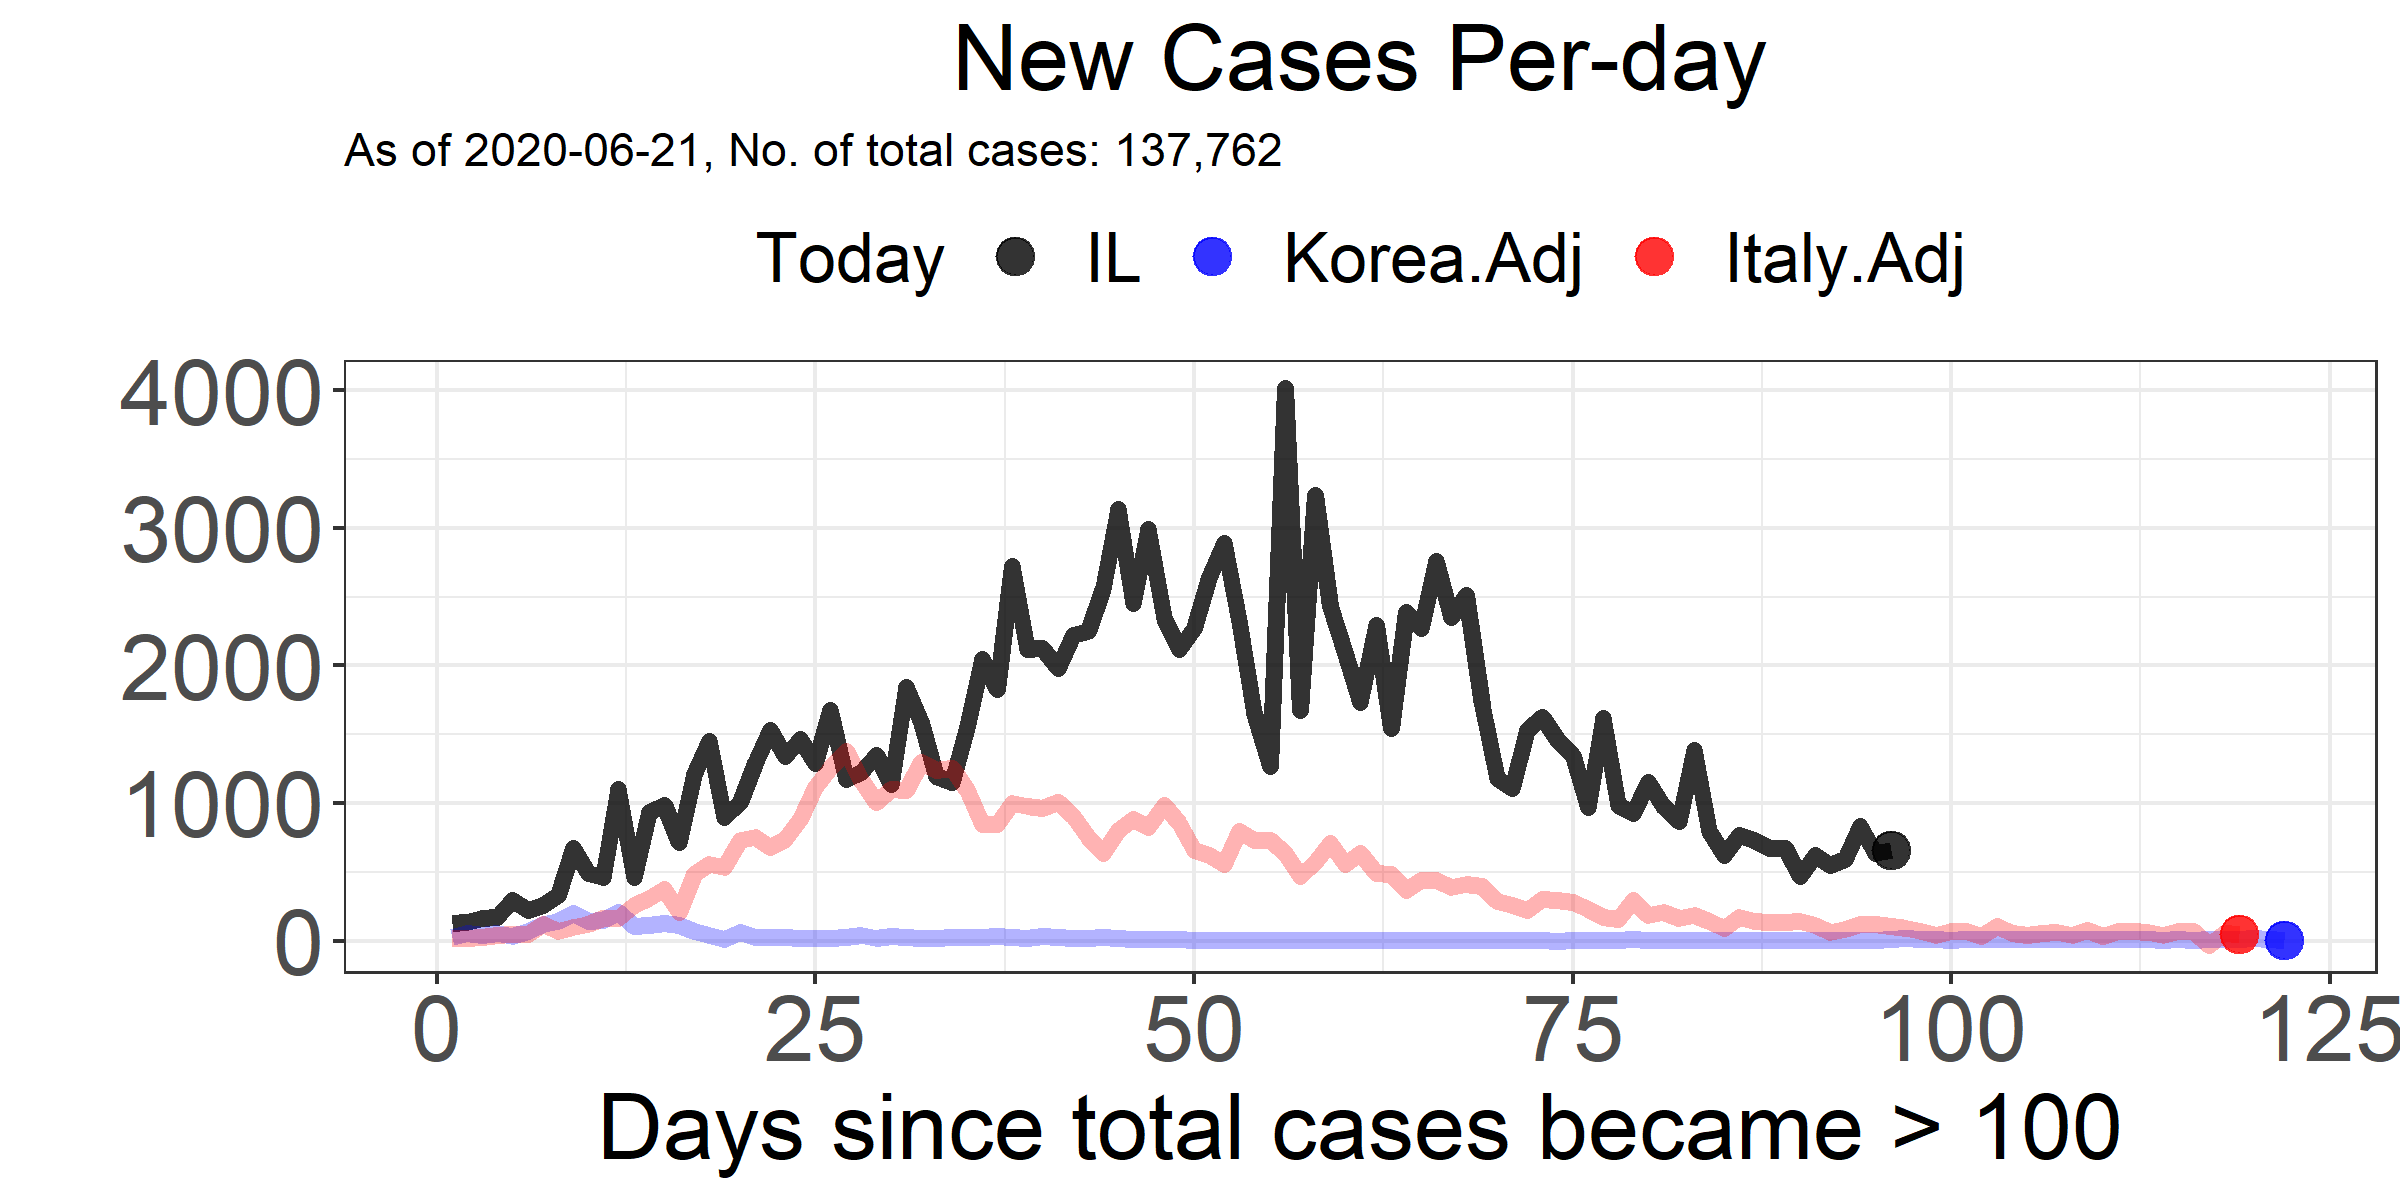 New Cases Per-day
As of 2020-06-21, No. of total cases: 137,762
Today IL Korea.Adj Italy.Adj
4000
3000
2000
1000
0
0 25 50 75 100 125
Days since total cases became > 100